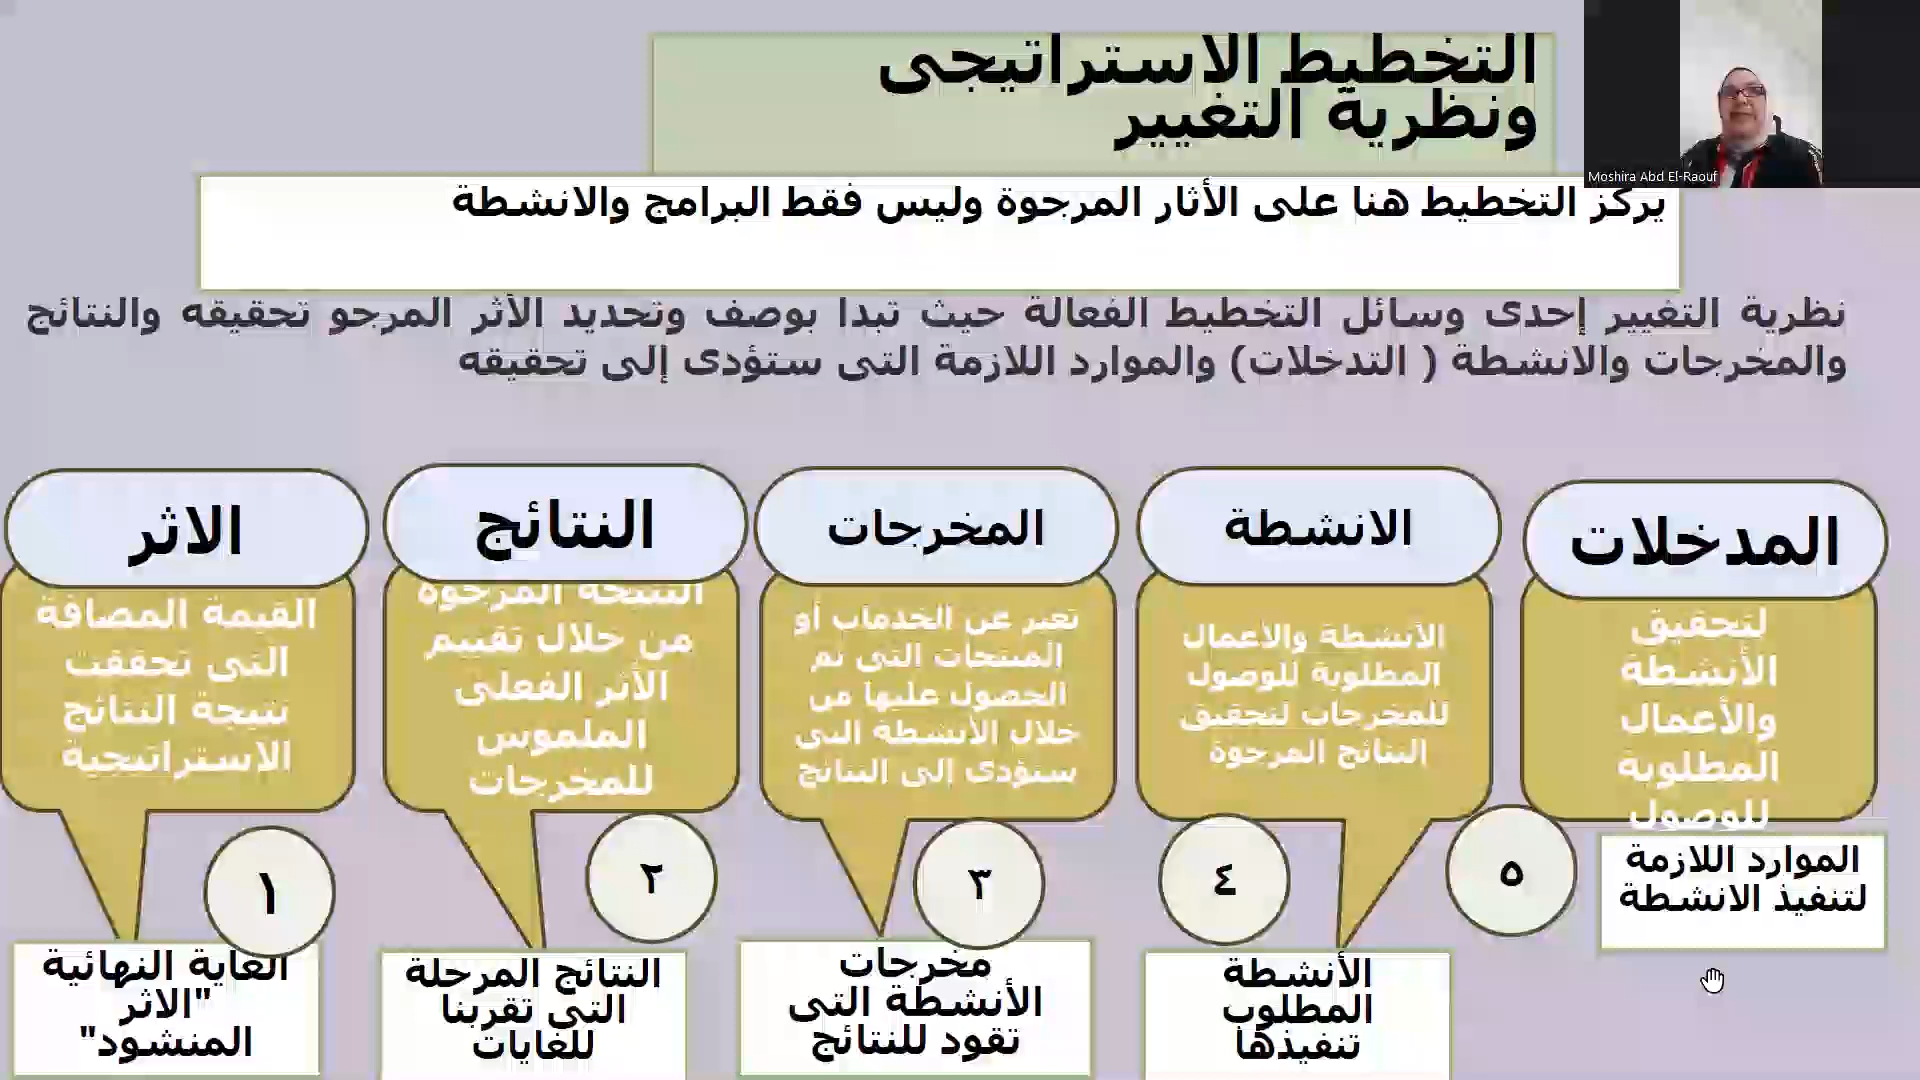 التخطيط الاستراتيجى
ونظرية التغيير
Moshira Abd El-Raouf
يركز التخطيط هنا على الأثار المرجوة وليس فقط البرامج والانشطة
نظرية التغيير إحدى وسائل التخطيط الفعالة حيث تبدا بوصف وتحديد الأثر المرجو تحقيقه والنتائج
والمخرجات والانشطة ( التدخلات) والموارد اللازمة التى ستؤدى إلى تحقيقه
المدخلات
لتحقيق
الأنشطة
والأعمال
المطلوبة
للوصول
٥
الموارد اللازمة
لتنفيذ الانشطة
الانشطة
الأنشطة والأعمال
المطلوبة للوصول
للمخرجات لتحقيق
النتائج المرجوة
٤
الأنشطة
المطلوب
تنفيذها
المخرجات
تعبر عن الخدمات أو
المنتجات التى تم
الحصول عليها من
خلال الأنشطة التى
ستؤدى إلى النتائج
٣
مخرجات
الأنشطة التى
تقود للنتائج
النتائج
النتيجة المرجوة
من خلال تقييم
الأثر الفعلى
الملموس
للمخرجات
٢
النتائج المرحلة
التى تقربنا
للغايات
الاثر
القيمة المضافة
التى تحققت
نتيجة النتائج
الاستراتيجية
١
الغاية النهائية
"الاثر
المنشود"